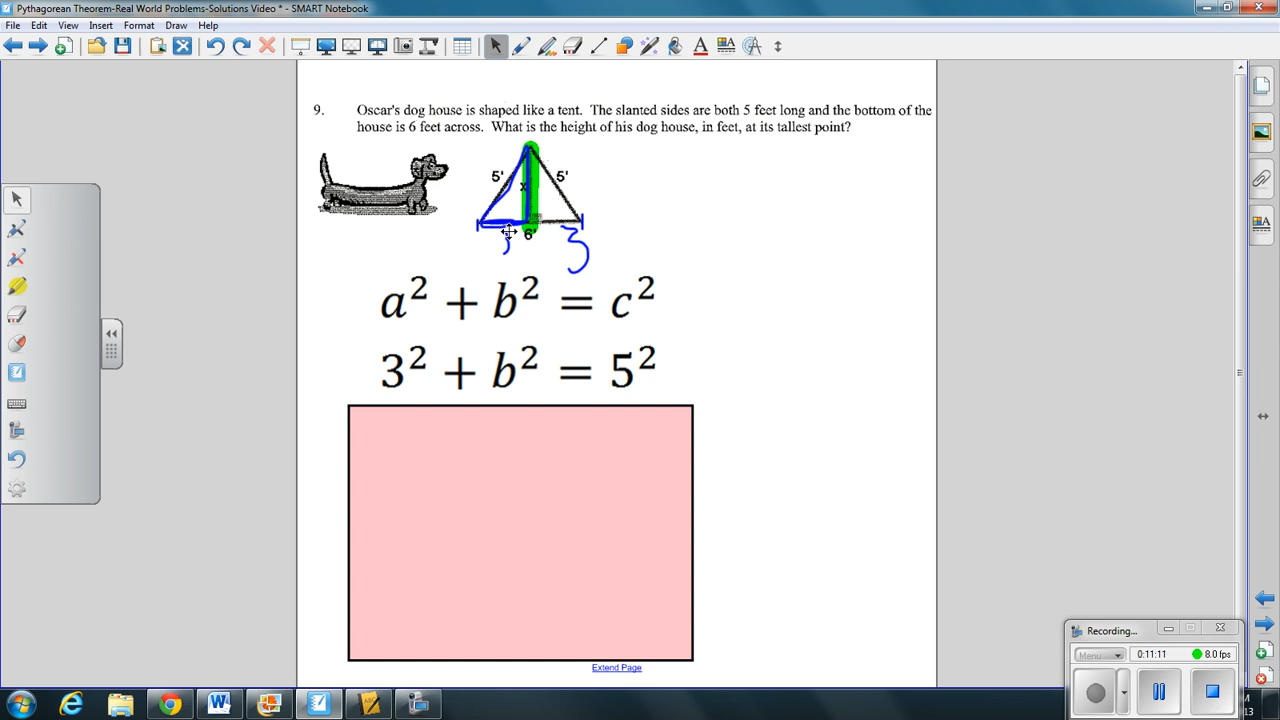 Pythagorean Theorem-Real World Problems-Solutions Video * - SMART Notebook
File Edit View Insert Format Draw Help
9. Oscar's dog house is shaped like a tent. The slanted sides are both 5 feet long and the bottom of the
house is 6 feet across. What is the height of his dog house, in feet, at its tallest point?
5' x 5'
6' 3
a² + b² = c²
3² + b² = 5²
Extend Page
Recording...
Menu 0:11:11 8.0 fps